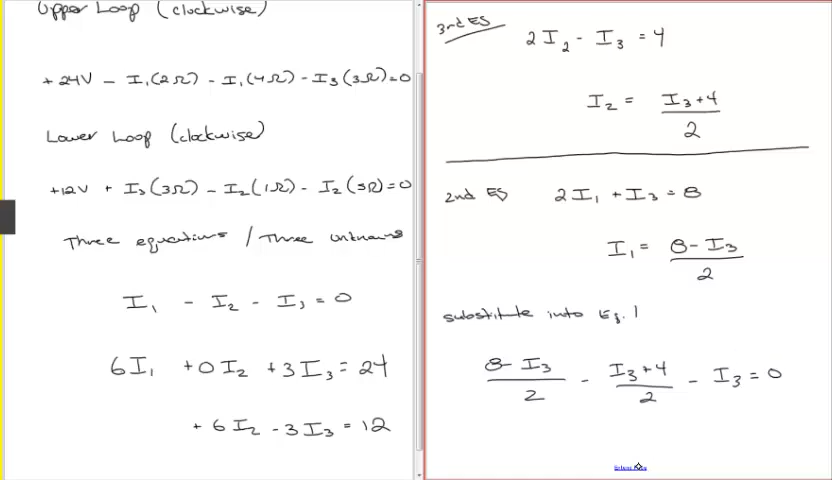 Upper Loop (clockwise)
+24V - I₁(2Ω) - I₁(4Ω) - I₃(3Ω)=0
Lower Loop (clockwise)
+12V + I₃(3Ω) - I₂(1Ω) - I₂(5Ω)=0
Three equations / Three unknowns
I₁ - I₂ - I₃ = 0
6I₁ + 0I₂ + 3I₃ = 24
+ 6I₂ - 3I₃ = 12
3rd EQ
2I₂ - I₃ = 4
I₂ = (I₃+4)/2
2nd EQ 2I₁ + I₃ = 8
I₁ = (8-I₃)/2
substitute into Eq. 1
(8-I₃)/2 - (I₃+4)/2 - I₃ = 0